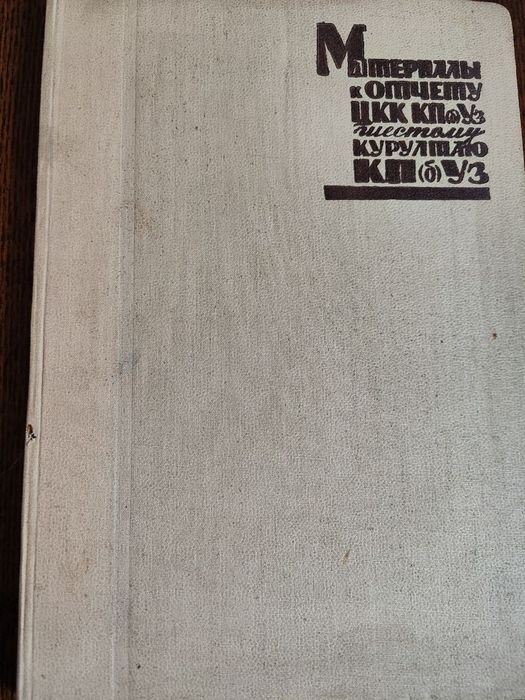 Материалы
к отчету
ЦКК КП(б)Уз
шестому
курултаю
КП(б)Уз